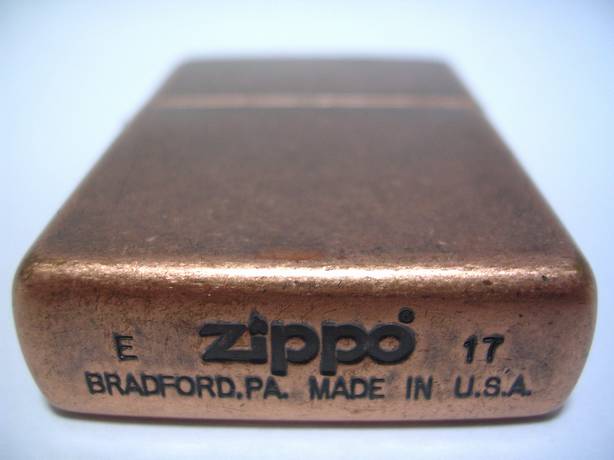 E zippo® 17
BRADFORD,PA. MADE IN U.S.A.